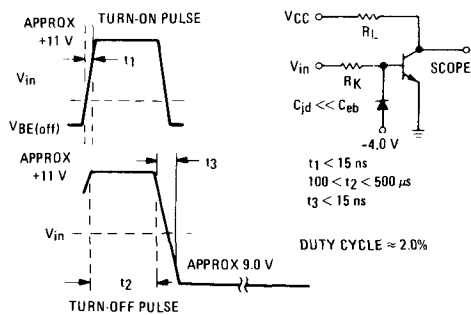 APPROX
+11 V
TURN-ON PULSE
t1
Vin
VBE(off)
APPROX
+11 V
t3
Vin
APPROX 9.0 V
t2
TURN-OFF PULSE
VCC
RL
Vin
RK
SCOPE
Cjd << Ceb
-4.0 V
t1 < 15 ns
100 < t2 < 500 μs
t3 < 15 ns
DUTY CYCLE ≈ 2.0%